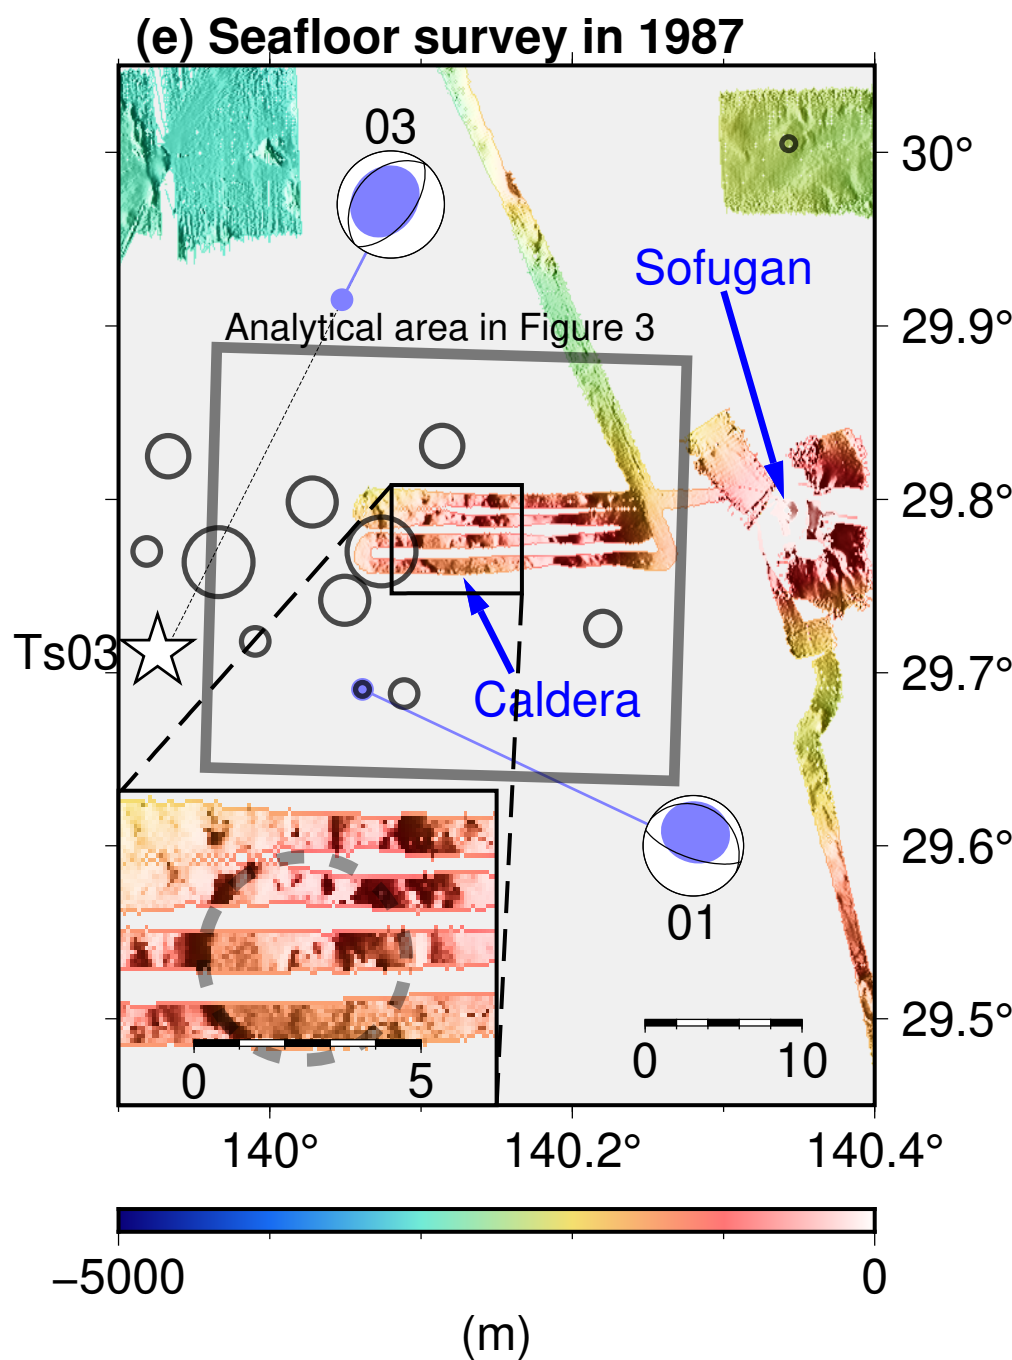 (e) Seafloor survey in 1987
03
30°
Sofugan
Analytical area in Figure 3
29.9°
29.8°
Ts03
29.7°
Caldera
29.6°
01
29.5°
0 10
0 5
140° 140.2° 140.4°
−5000 0
(m)